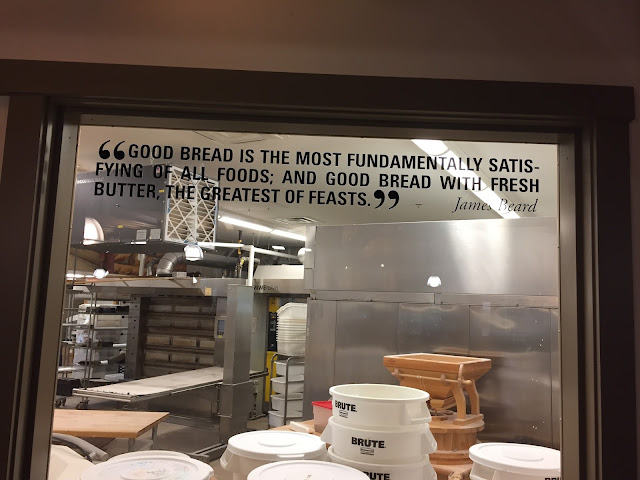 “GOOD BREAD IS THE MOST FUNDAMENTALLY SATIS-
FYING OF ALL FOODS; AND GOOD BREAD WITH FRESH
BUTTER, THE GREATEST OF FEASTS.” - James Beard
BRUTE
BRUTE
BRUTE